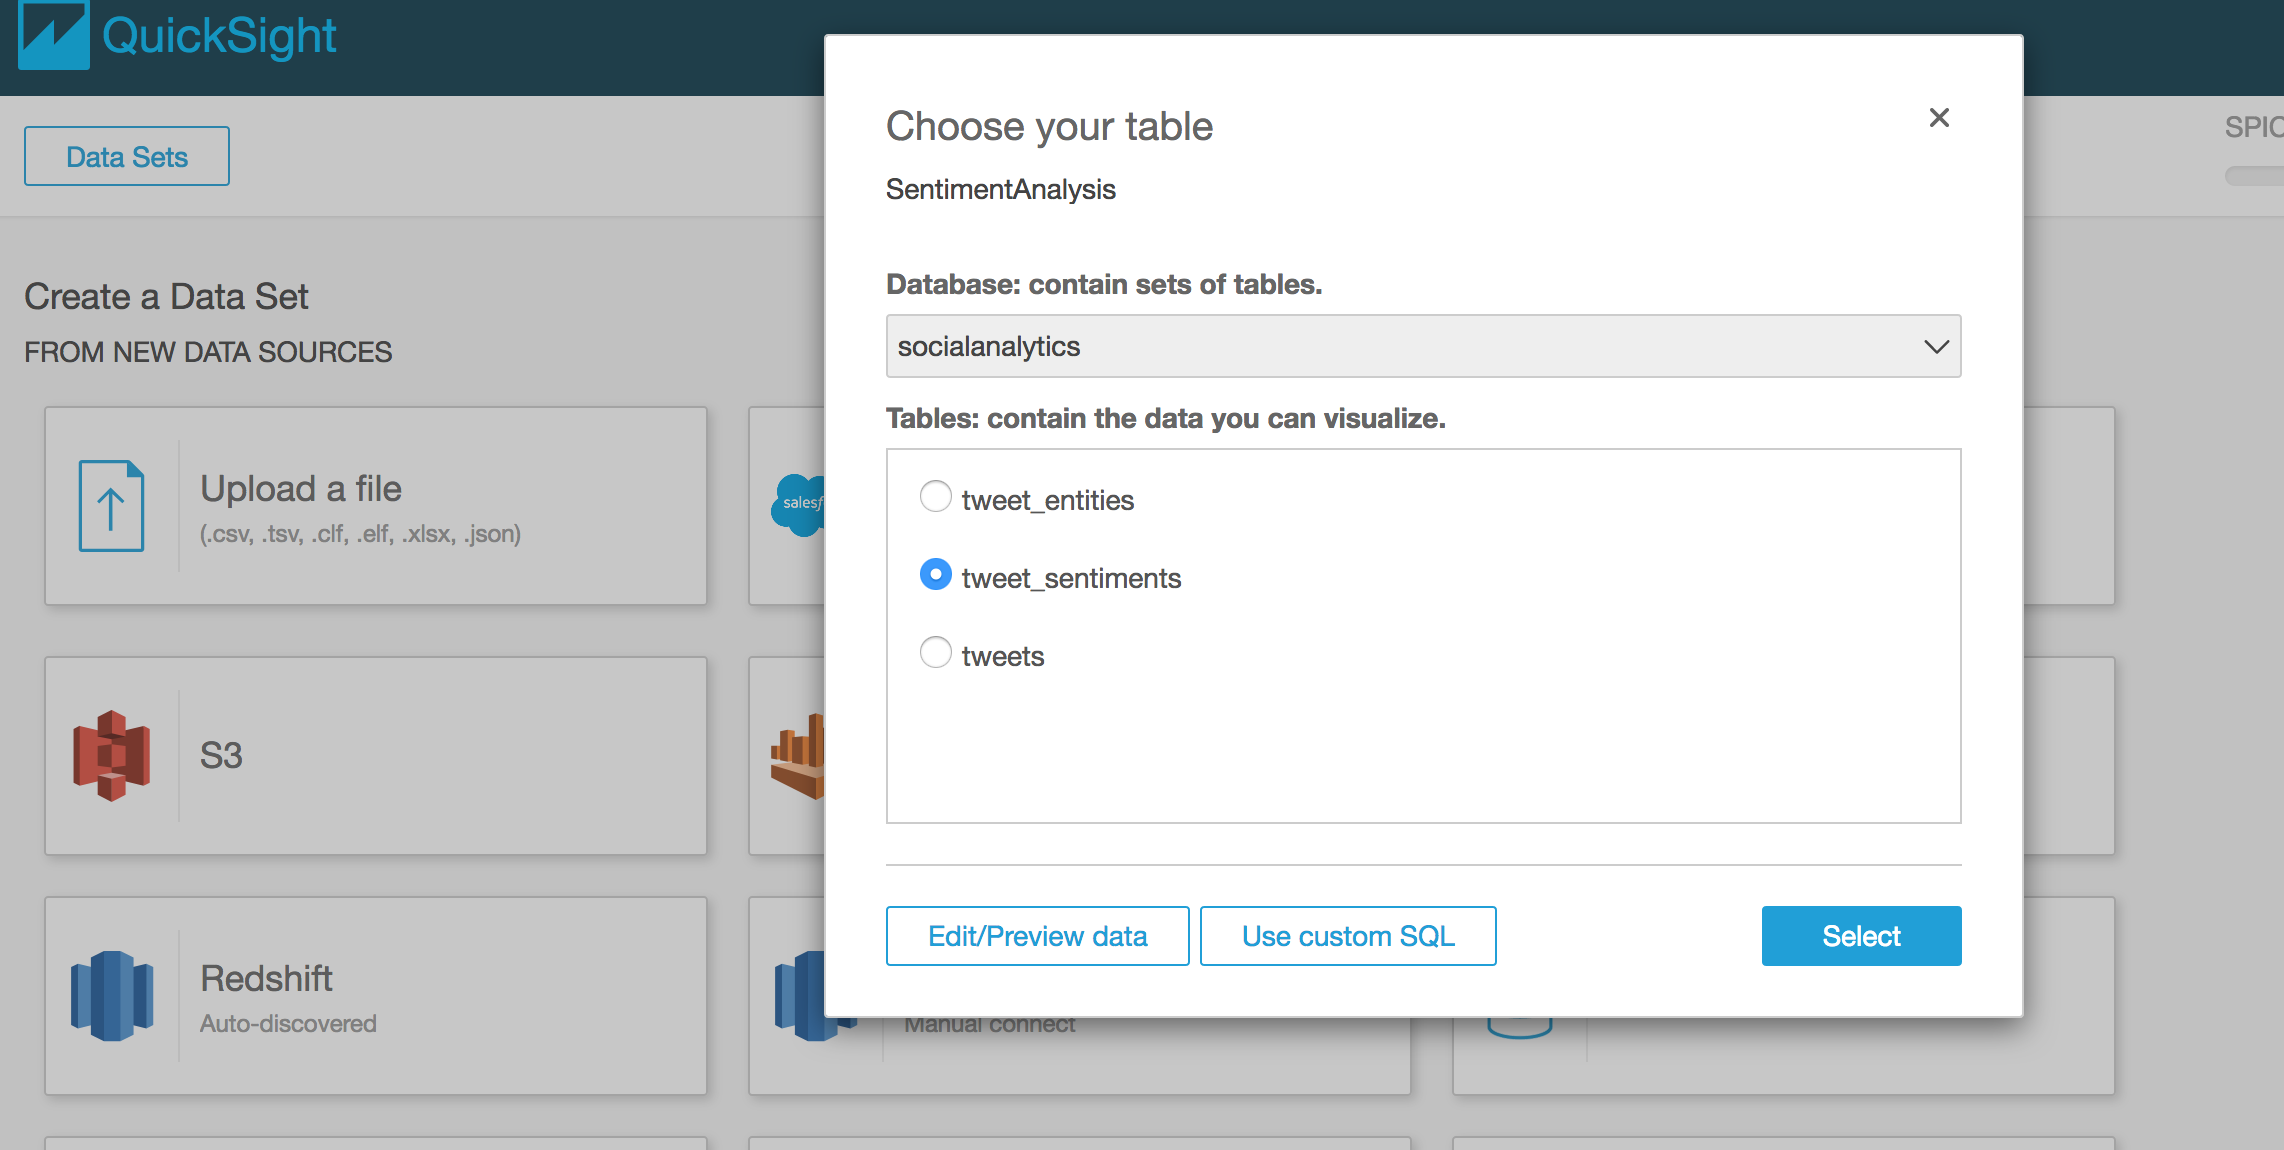 QuickSight
Data Sets
SPIC
Create a Data Set
FROM NEW DATA SOURCES
Upload a file
(.csv, .tsv, .clf, .elf, .xlsx, .json)
salesf
S3
Redshift
Auto-discovered
Manual connect
Choose your table
SentimentAnalysis
Database: contain sets of tables.
socialanalytics
Tables: contain the data you can visualize.
tweet_entities
tweet_sentiments
tweets
Edit/Preview data
Use custom SQL
Select